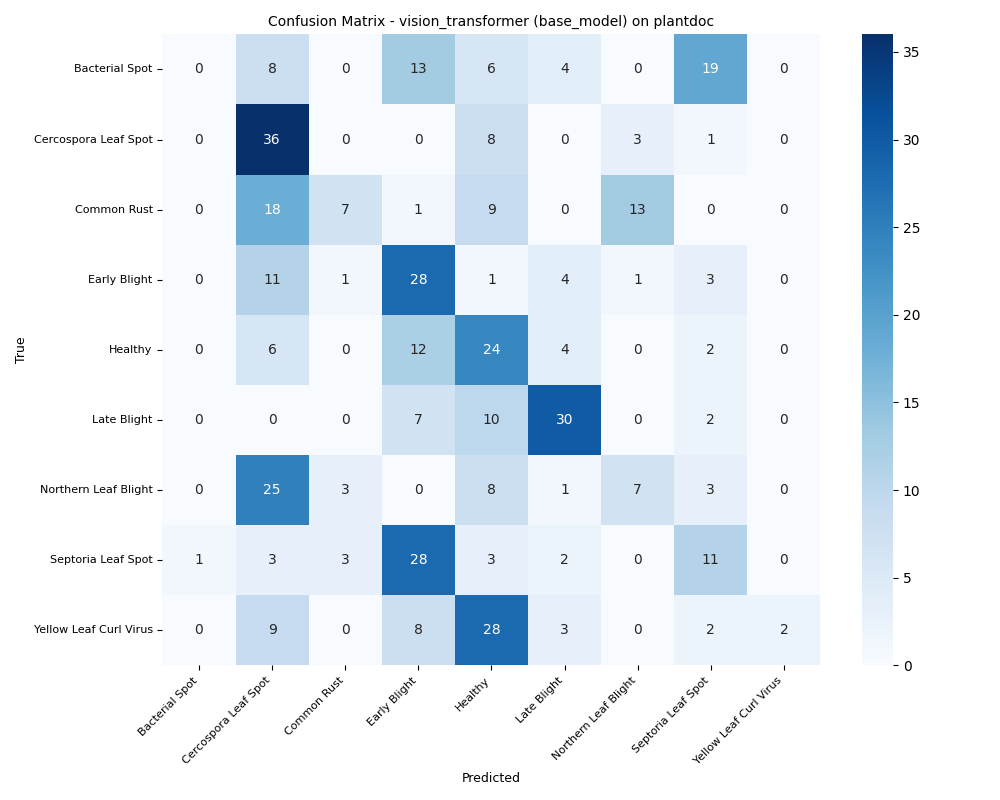 Confusion Matrix - vision_transformer (base_model) on plantdoc
True
Bacterial Spot 0 8 0 13 6 4 0 19 0
Cercospora Leaf Spot 0 36 0 0 8 0 3 1 0
Common Rust 0 18 7 1 9 0 13 0 0
Early Blight 0 11 1 28 1 4 1 3 0
Healthy 0 6 0 12 24 4 0 2 0
Late Blight 0 0 0 7 10 30 0 2 0
Northern Leaf Blight 0 25 3 0 8 1 7 3 0
Septoria Leaf Spot 1 3 3 28 3 2 0 11 0
Yellow Leaf Curl Virus 0 9 0 8 28 3 0 2 2
Bacterial Spot
Cercospora Leaf Spot
Common Rust
Early Blight
Healthy
Late Blight
Northern Leaf Blight
Septoria Leaf Spot
Yellow Leaf Curl Virus
Predicted
35
30
25
20
15
10
5
0